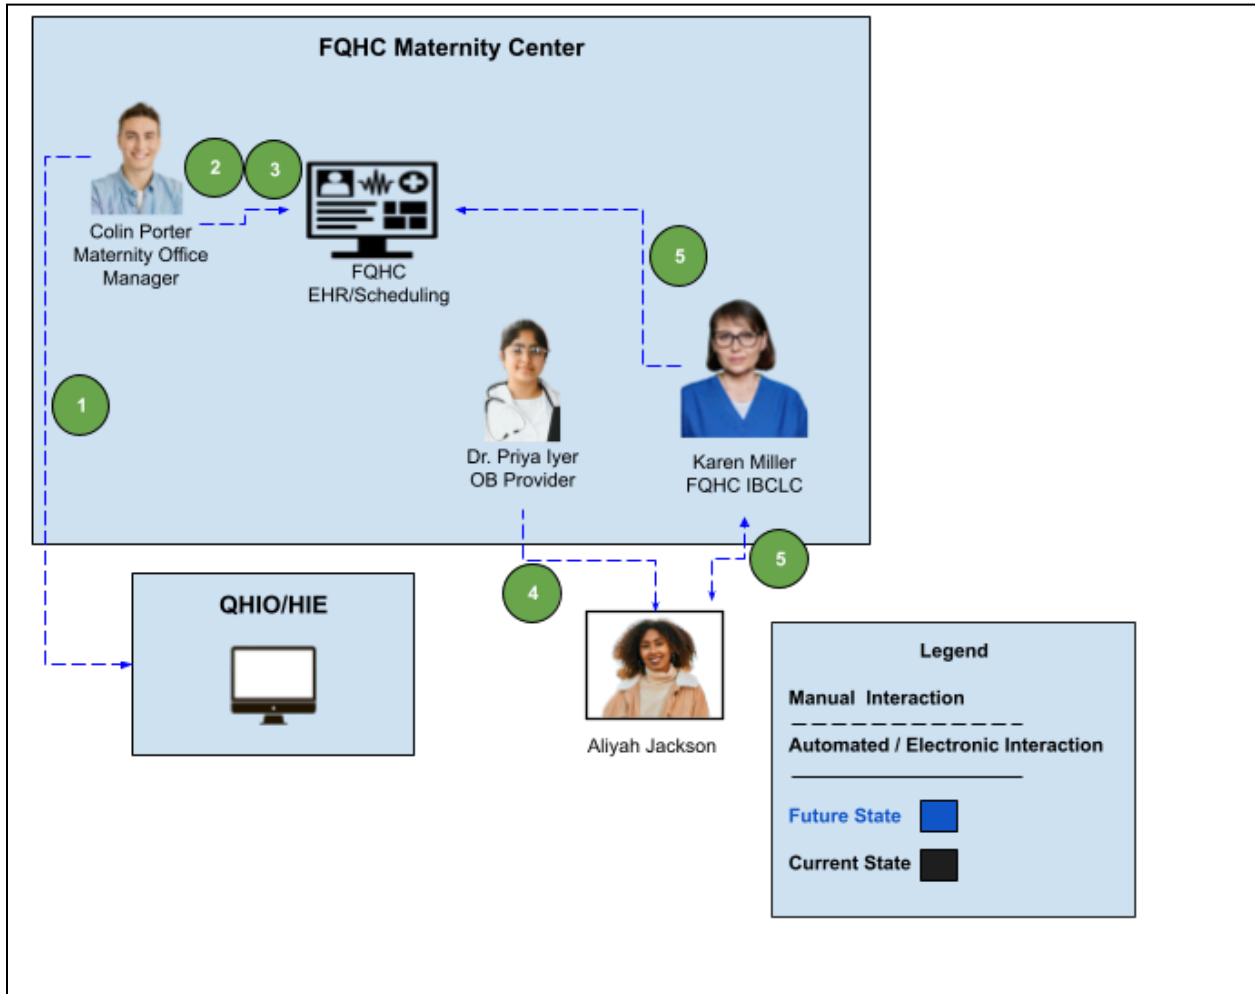 FQHC Maternity Center
2
3
Colin Porter
Maternity Office
Manager
FQHC
EHR/Scheduling
5
1
Dr. Priya Iyer
OB Provider
Karen Miller
FQHC IBCLC
4
5
QHIO/HIE
Aliyah Jackson
Legend
Manual Interaction
Automated / Electronic Interaction
Future State
Current State